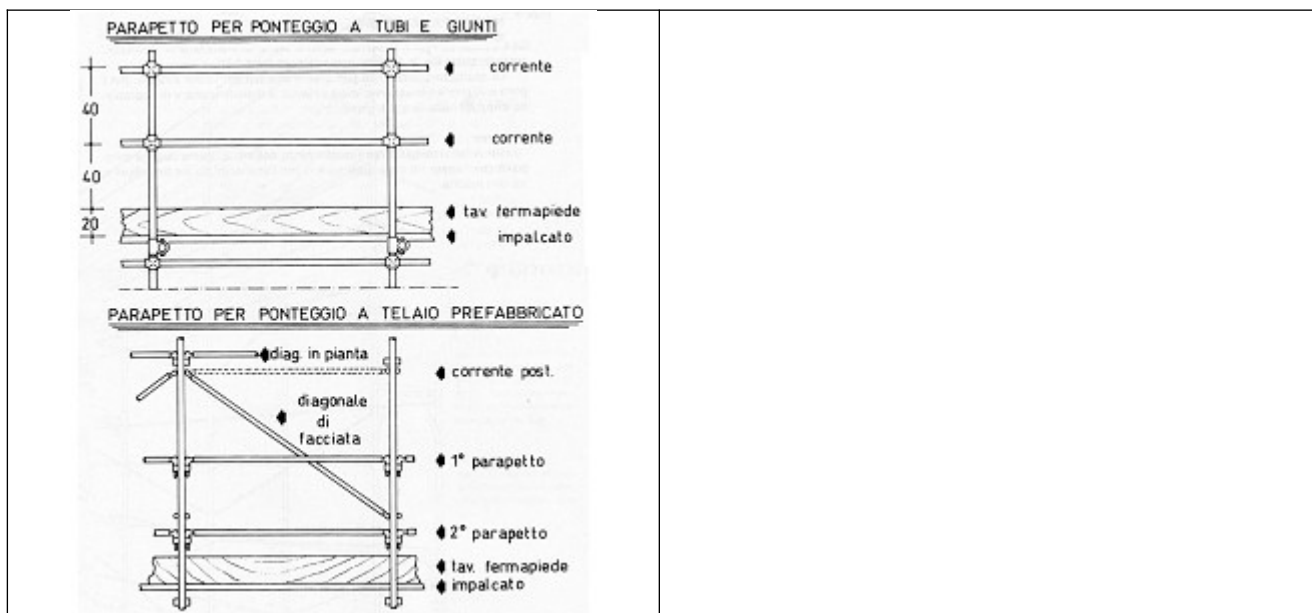 PARAPETTO PER PONTEGGIO A TUBI E GIUNTI
corrente
40
corrente
40
tav. fermapiede
20
impalcato
PARAPETTO PER PONTEGGIO A TELAIO PREFABBRICATO
diag. in pianta
corrente post.
diagonale
di
facciata
1° parapetto
2° parapetto
tav. fermapiede
impalcato